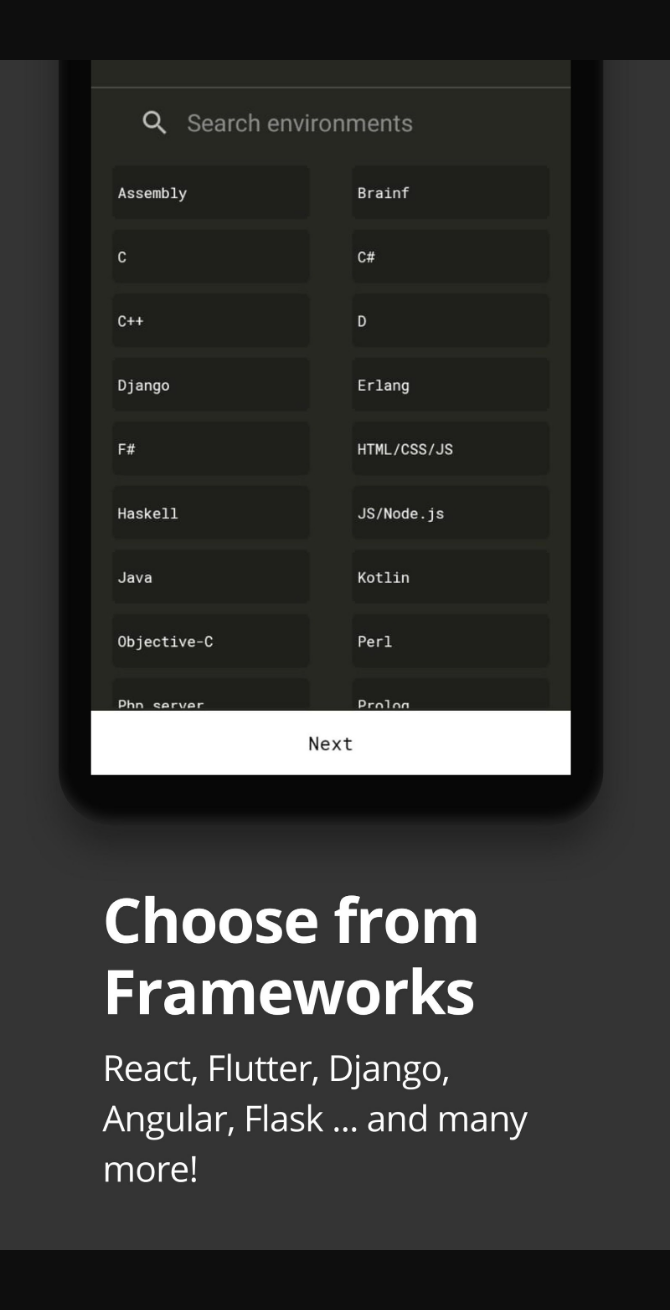 Search environments
Assembly
Brainf
C
C#
C++
D
Django
Erlang
F#
HTML/CSS/JS
Haskell
JS/Node.js
Java
Kotlin
Objective-C
Perl
Php server
Prolog
Next
Choose from
Frameworks
React, Flutter, Django,
Angular, Flask ... and many
more!